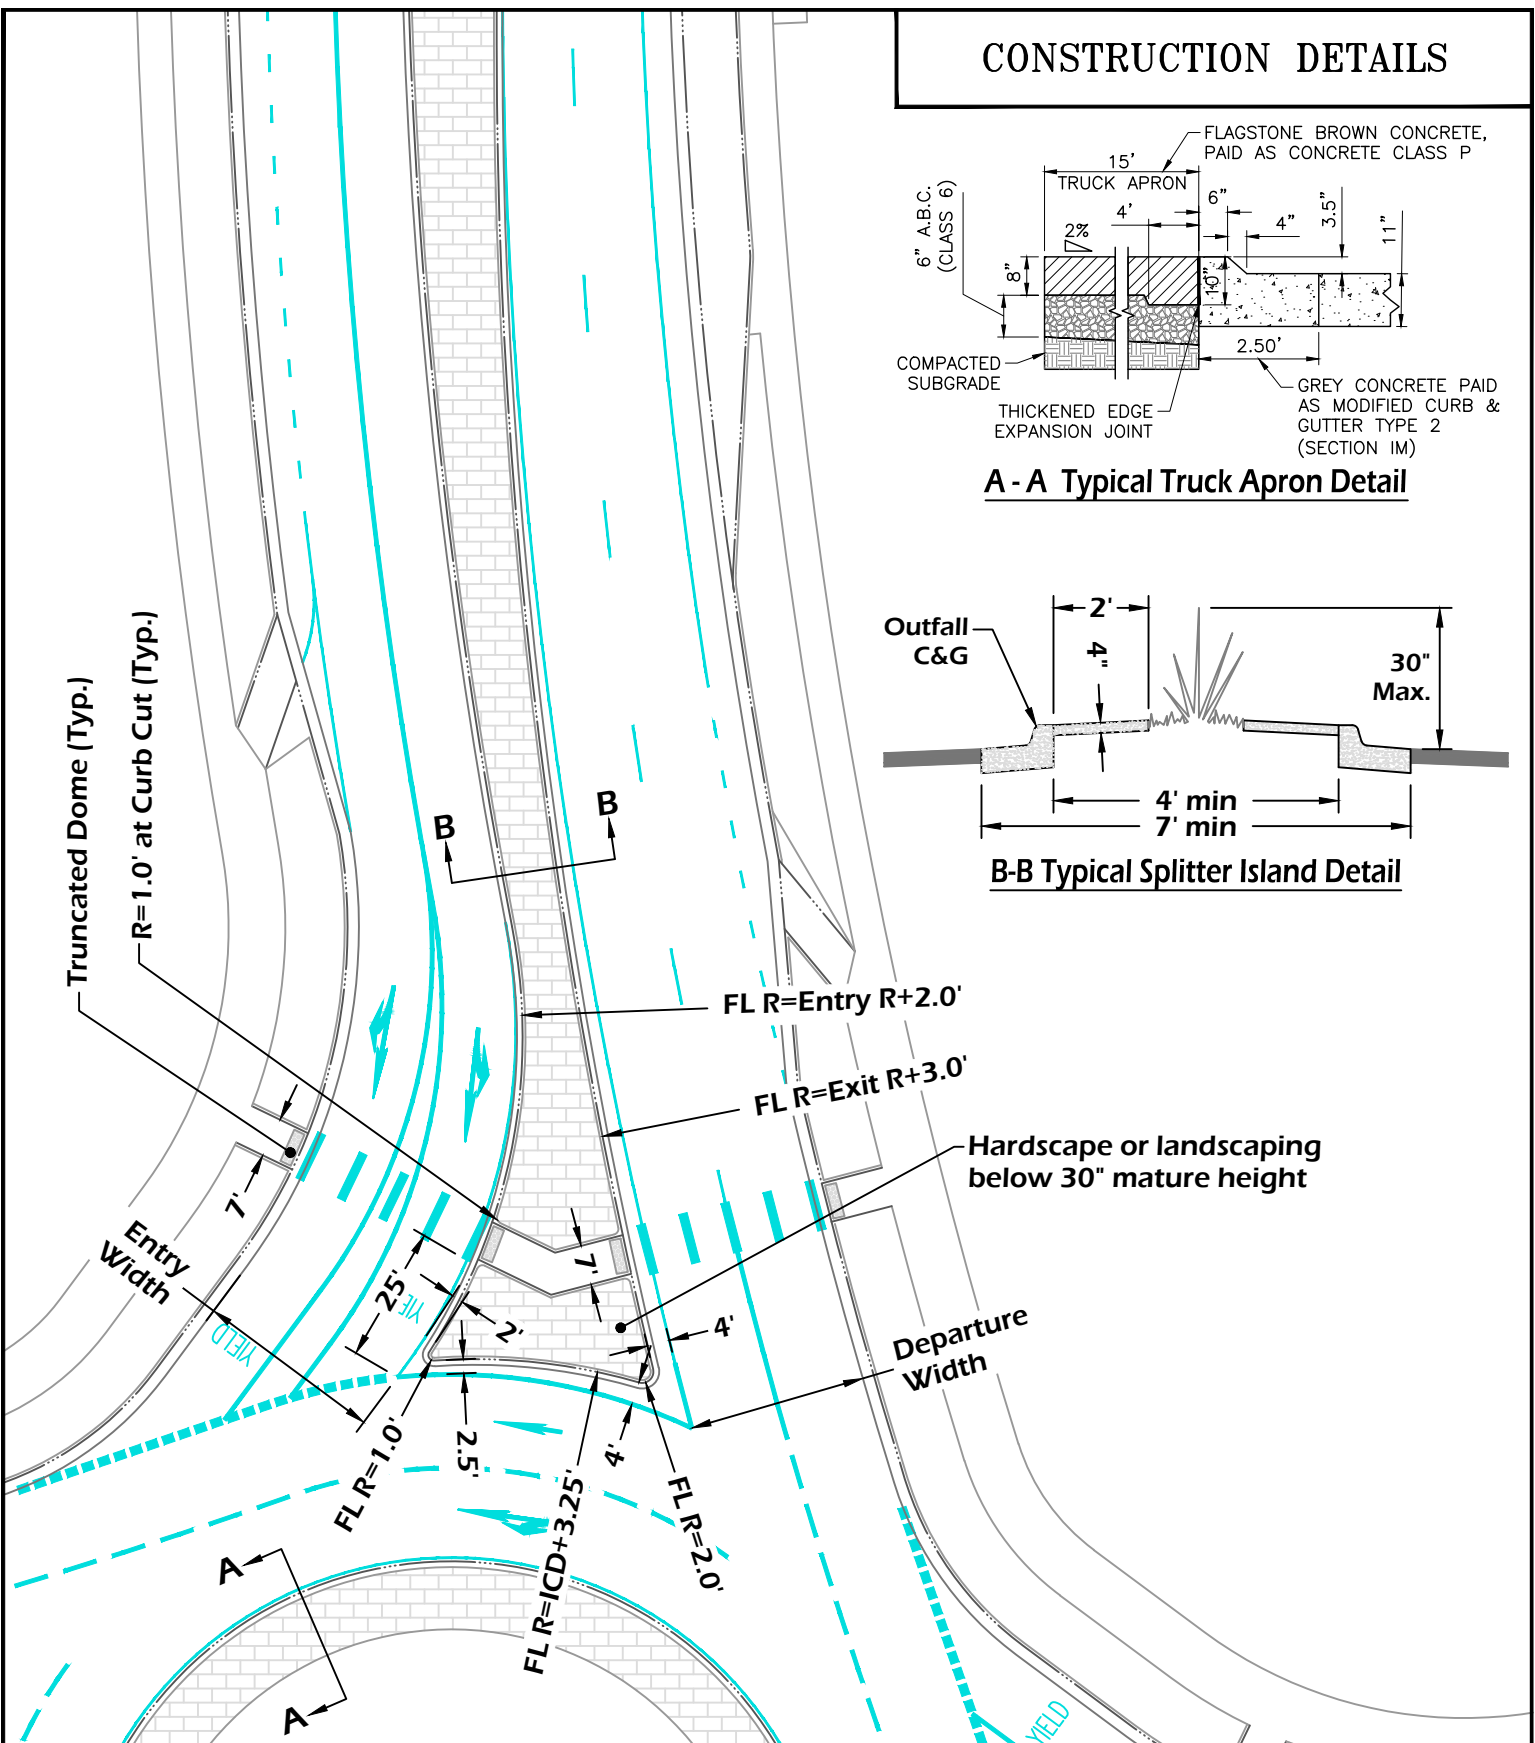 CONSTRUCTION DETAILS
FLAGSTONE BROWN CONCRETE,
PAID AS CONCRETE CLASS P
15'
TRUCK APRON
6" A.B.C.
(CLASS 6)
4'
6"
4"
3.5"
11"
2%
8"
10"
2.50'
COMPACTED
SUBGRADE
THICKENED EDGE
EXPANSION JOINT
GREY CONCRETE PAID
AS MODIFIED CURB &
GUTTER TYPE 2
(SECTION IM)
A - A Typical Truck Apron Detail
Outfall
C&G
2'
4"
30"
Max.
4' min
7' min
B-B Typical Splitter Island Detail
Truncated Dome (Typ.)
R=1.0' at Curb Cut (Typ.)
B
B
FL R=Entry R+2.0'
FL R=Exit R+3.0'
Hardscape or landscaping
below 30" mature height
7'
Entry
Width
7'
25'
YIE
YIELD
2'
4'
Departure
Width
FL R=1.0'
2.5'
FL R=ICD+3.25'
4'
FL R=2.0'
A
A
YIELD